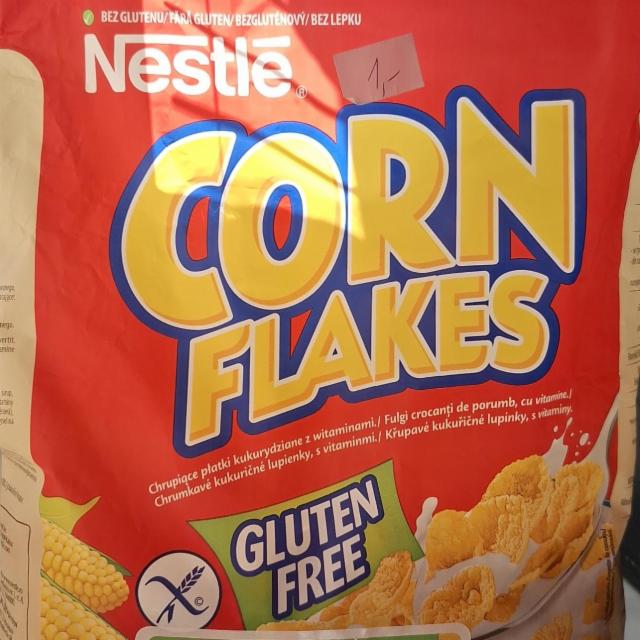 BEZ GLUTENU/ FĂRĂ GLUTEN/ BEZGLUTÉNOVÝ/ BEZ LEPKU
Nestlé®
1,-
CORN
FLAKES
Chrupiące płatki kukurydziane z witaminami./ Fulgi crocanți de porumb, cu vitamine./
Chrumkavé kukuričné lupienky, s vitamínmi./ Křupavé kukuřičné lupínky, s vitamíny.
GLUTEN
FREE
©